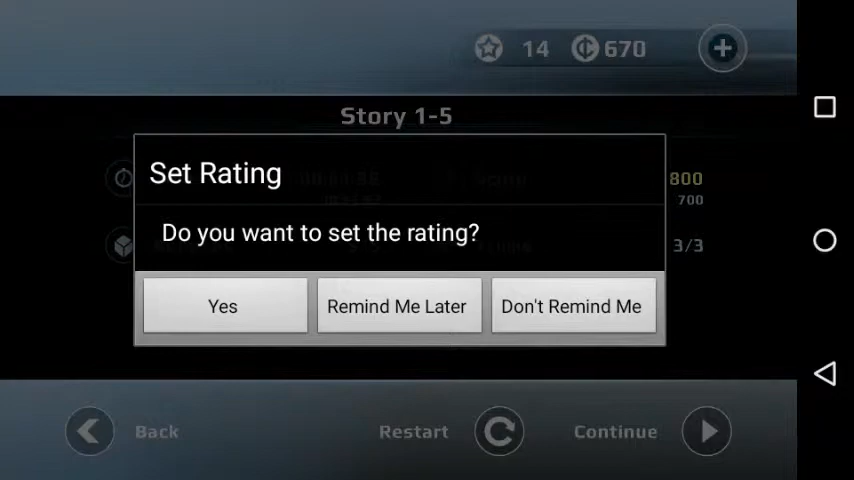 14 670
Story 1-5
800
700
3/3
Set Rating
Do you want to set the rating?
Yes Remind Me Later Don't Remind Me
Back Restart Continue